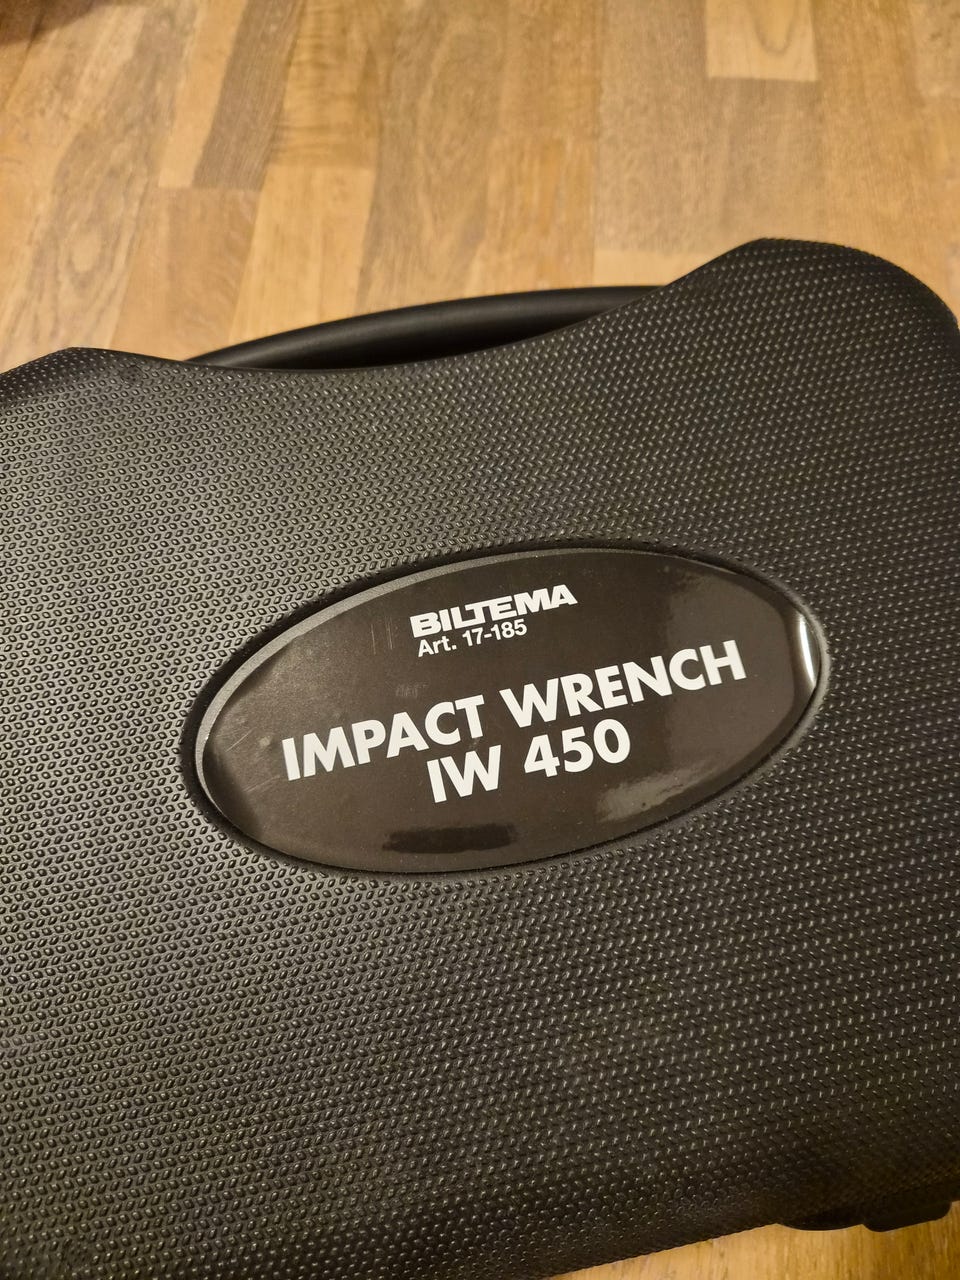 BILTEMA
Art. 17-185
IMPACT WRENCH
IW 450